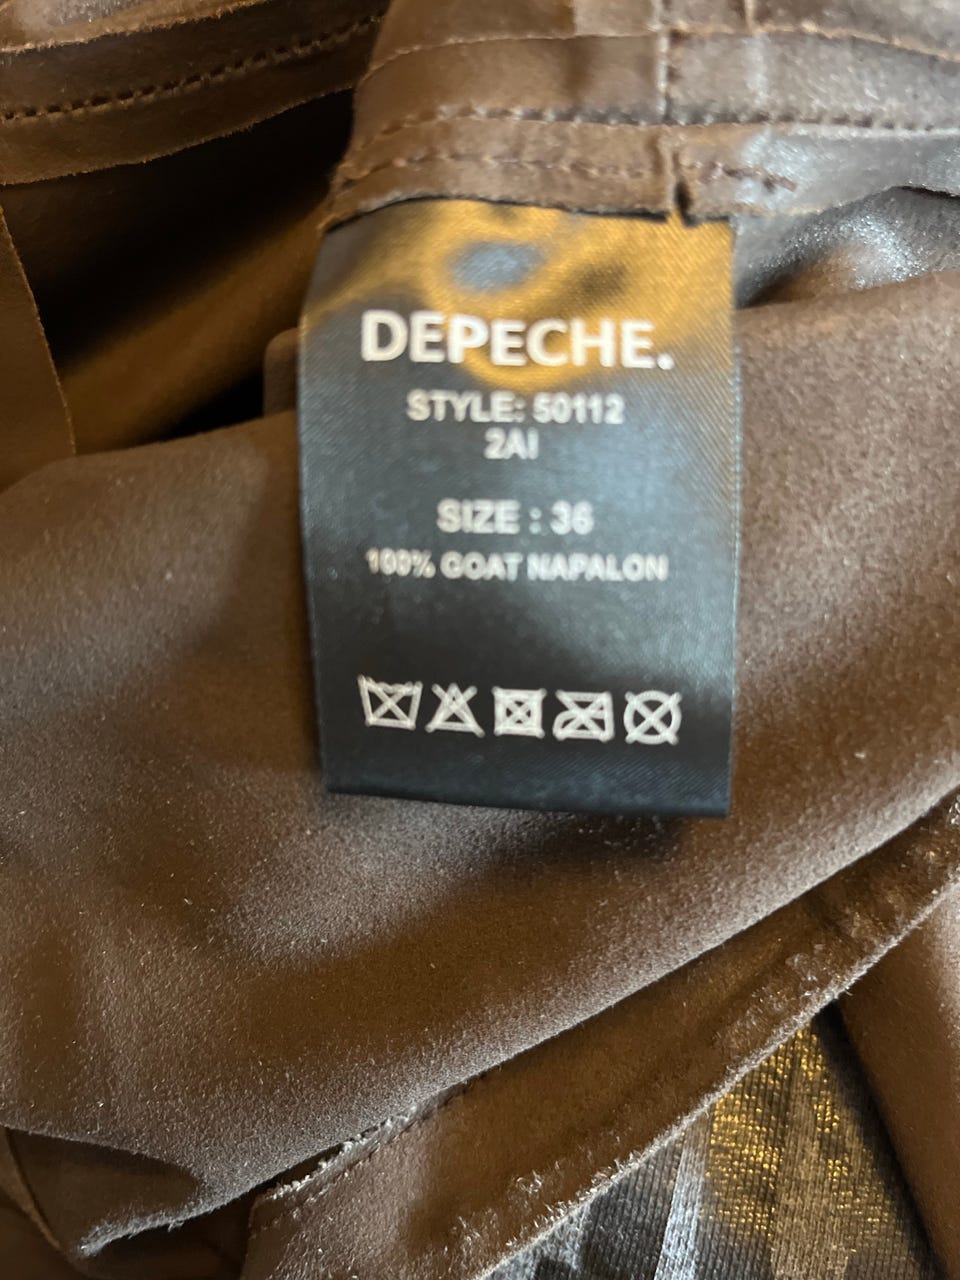 DEPECHE.
STYLE: 50112
2AI
SIZE : 36
100% GOAT NAPALON